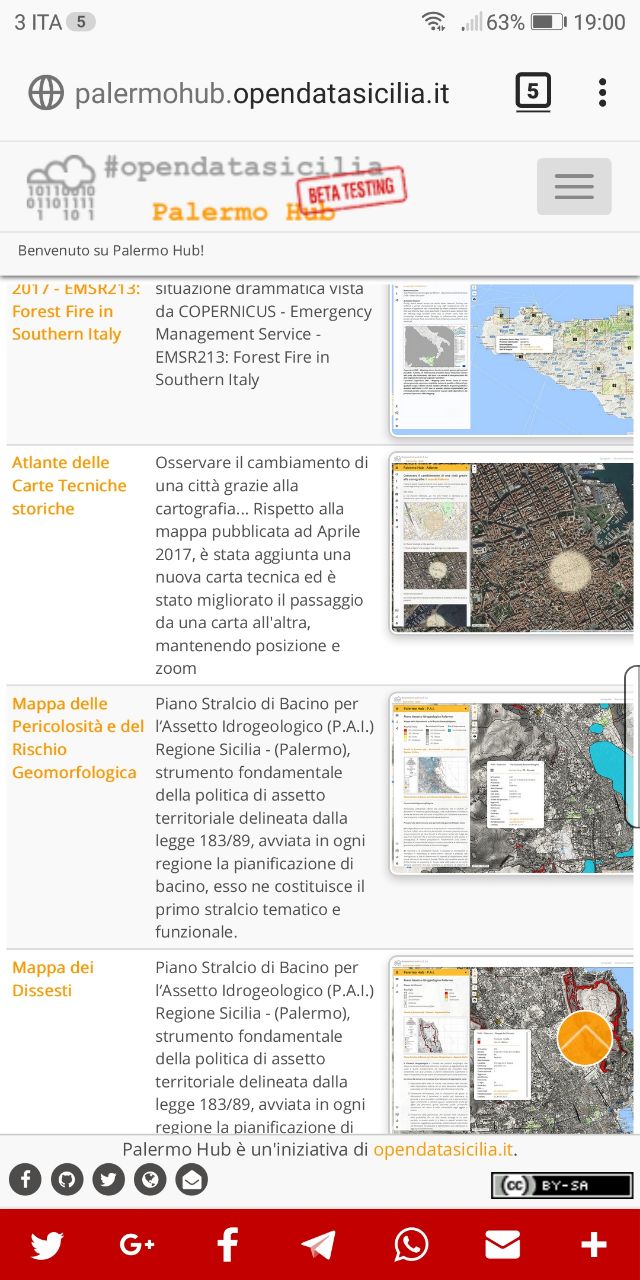 3 ITA 5 63% 19:00
palermohub.opendatasicilia.it 5
#opendatasicilia
10110010
01101111
1 10 1
BETA TESTING
Palermo Hub
Benvenuto su Palermo Hub!
2017 - EMSR213:
Forest Fire in
Southern Italy
situazione drammatica vista
da COPERNICUS - Emergency
Management Service -
EMSR213: Forest Fire in
Southern Italy
Atlante delle
Carte Tecniche
storiche
Osservare il cambiamento di
una città grazie alla
cartografia... Rispetto alla
mappa pubblicata ad Aprile
2017, è stata aggiunta una
nuova carta tecnica ed è
stato migliorato il passaggio
da una carta all'altra,
mantenendo posizione e
zoom
Mappa delle
Pericolosità e del
Rischio
Geomorfologica
Piano Stralcio di Bacino per
l'Assetto Idrogeologico (P.A.I.)
Regione Sicilia - (Palermo),
strumento fondamentale
della politica di assetto
territoriale delineata dalla
legge 183/89, avviata in ogni
regione la pianificazione di
bacino, esso ne costituisce il
primo stralcio tematico e
funzionale.
Mappa dei
Dissesti
Piano Stralcio di Bacino per
l'Assetto Idrogeologico (P.A.I.)
Regione Sicilia - (Palermo),
strumento fondamentale
della politica di assetto
territoriale delineata dalla
legge 183/89, avviata in ogni
regione la pianificazione di
Palermo Hub è un'iniziativa di opendatasicilia.it.
cc BY-SA
G+